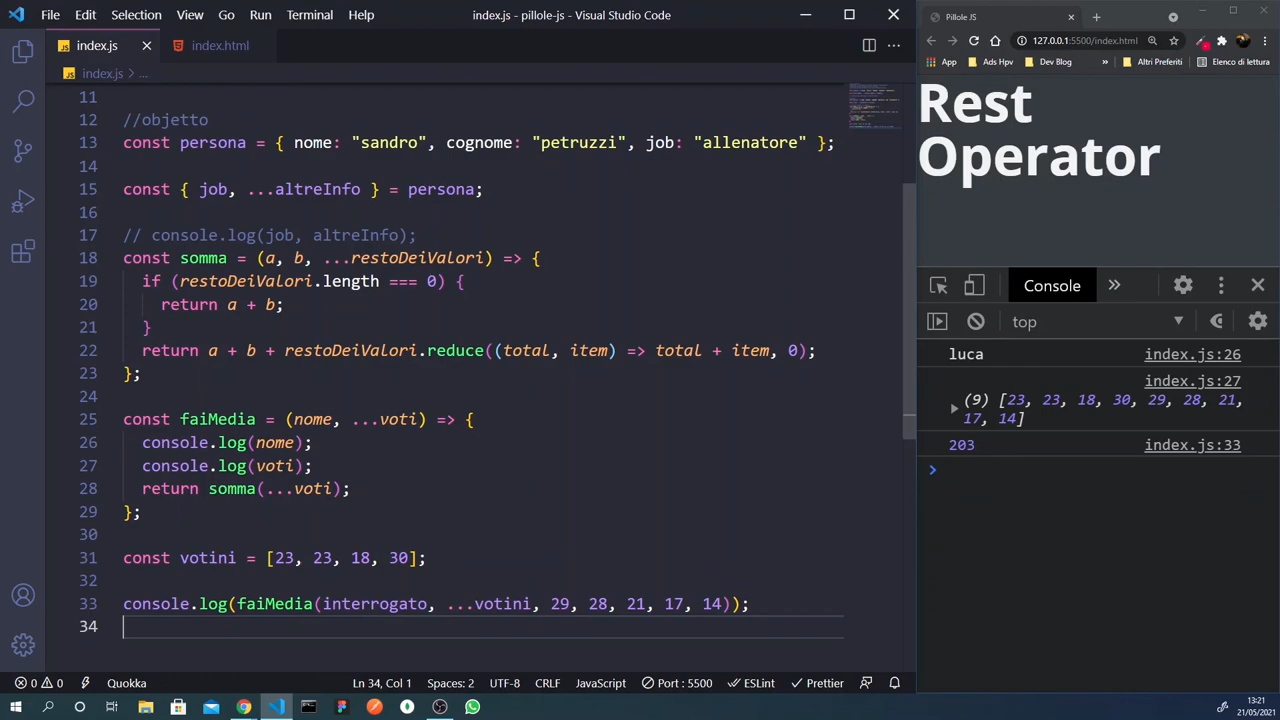 File Edit Selection View Go Run Terminal Help index.js - pillole-js - Visual Studio Code
JS index.js index.html
JS index.js > ...
11
12 //objetto
13 const persona = { nome: "sandro", cognome: "petruzzi", job: "allenatore" };
14
15 const { job, ...altreInfo } = persona;
16
17 // console.log(job, altreInfo);
18 const somma = (a, b, ...restoDeiValori) => {
19 if (restoDeiValori.length === 0) {
20 return a + b;
21 }
22 return a + b + restoDeiValori.reduce((total, item) => total + item, 0);
23 };
24
25 const faiMedia = (nome, ...voti) => {
26 console.log(nome);
27 console.log(voti);
28 return somma(...voti);
29 };
30
31 const votini = [23, 23, 18, 30];
32
33 console.log(faiMedia(interrogato, ...votini, 29, 28, 21, 17, 14));
34
0 0 Quokka Ln 34, Col 1 Spaces: 2 UTF-8 CRLF JavaScript Port : 5500 ESLint Prettier
Pillole JS
127.0.0.1:5500/index.html
App Ads Hpv Dev Blog » Altri Preferiti Elenco di lettura
Rest
Operator
Console »
top
luca index.js:26
index.js:27
(9) [23, 23, 18, 30, 29, 28, 21,
17, 14]
203 index.js:33
13:21
21/05/2021